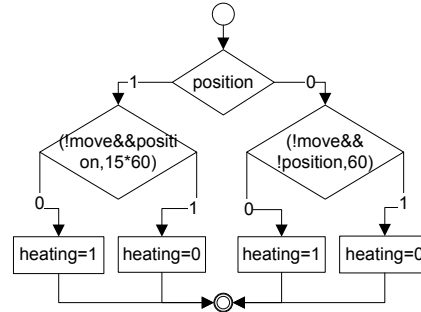 position
1
0
(!move&&positi
on,15*60)
(!move&&
!position,60)
0
1
0
1
heating=1
heating=0
heating=1
heating=0